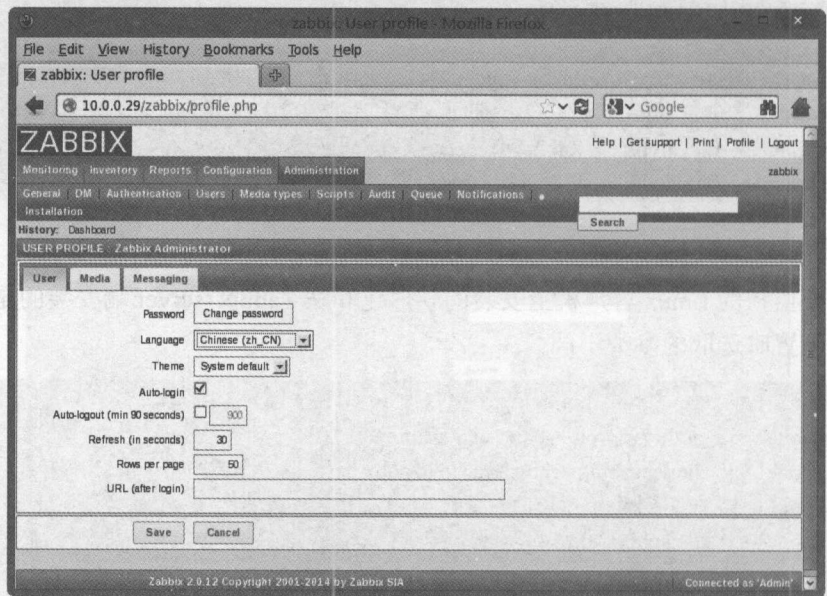 zabbix: User profile - Mozilla Firefox
File Edit View History Bookmarks Tools Help
zabbix: User profile
10.0.0.29/zabbix/profile.php
Google
ZABBIX
Help | Get support | Print | Profile | Logout
Monitoring Inventory Reports Configuration Administration
zabbix
General | DM | Authentication | Users | Media types | Scripts | Audit | Queue | Notifications |
Installation
Search
History: Dashboard
USER PROFILE : Zabbix Administrator
User Media Messaging
Password Change password
Language Chinese (zh_CN)
Theme System default
Auto-login
Auto-logout (min 90 seconds) 900
Refresh (in seconds) 30
Rows per page 50
URL (after login)
Save Cancel
Zabbix 2.0.12 Copyright 2001-2014 by Zabbix SIA
Connected as 'Admin'